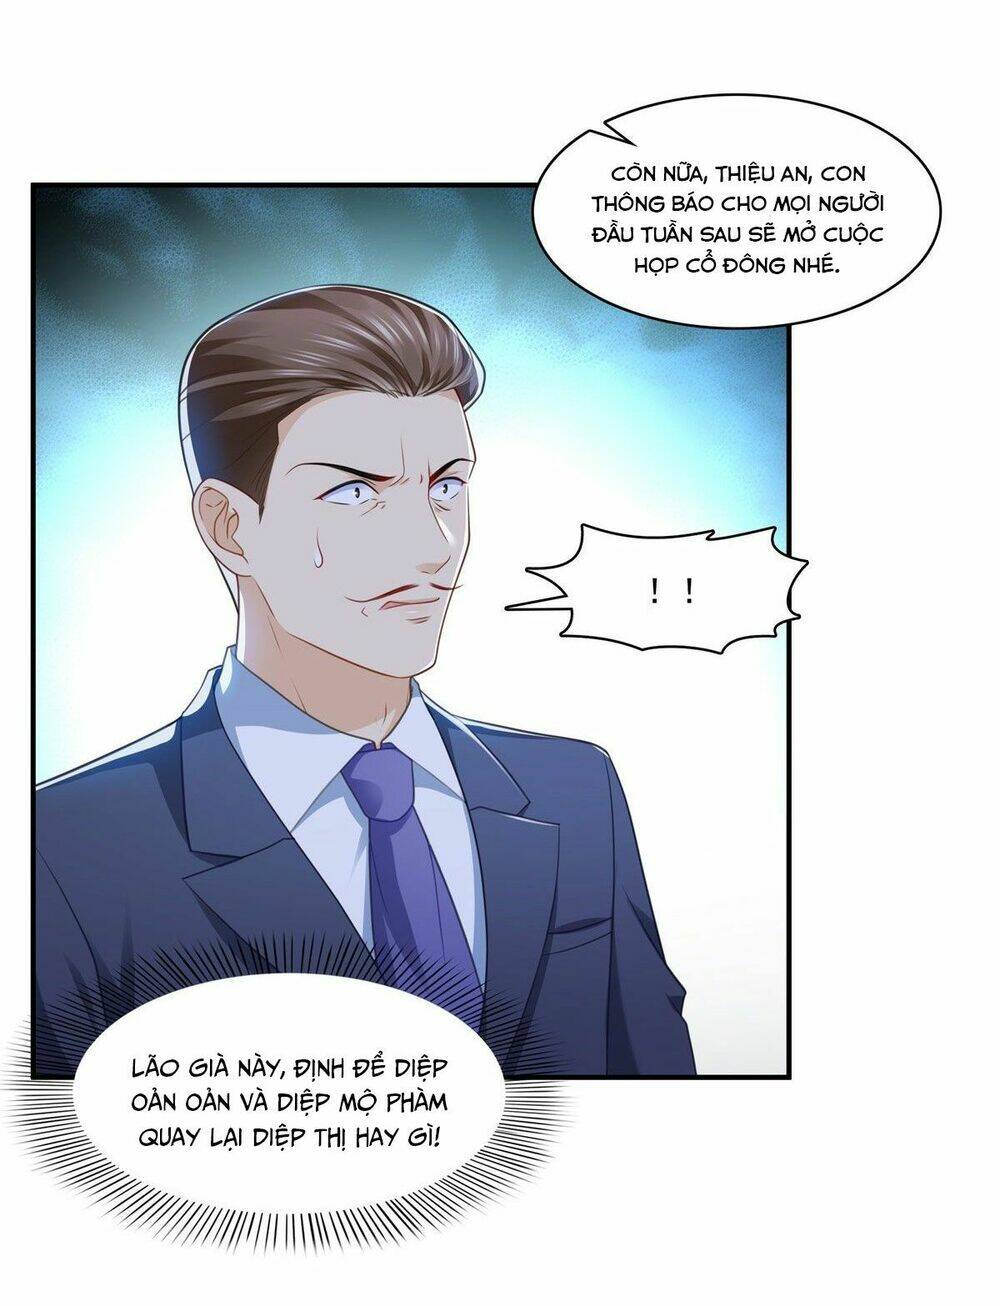 CÒN NỮA, THIỆU AN, CON
THÔNG BÁO CHO MỌI NGƯỜI
ĐẦU TUẦN SAU SẼ MỞ CUỘC
HỌP CỔ ĐÔNG NHÉ.
! !
LÃO GIÀ NÀY, ĐỊNH ĐỂ DIỆP
OẢN OẢN VÀ DIỆP MỘ PHÀM
QUAY LẠI DIỆP THỊ HAY GÌ!